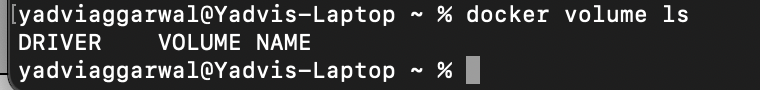 [yadviaggarwal@Yadvis-Laptop ~ % docker volume ls
DRIVER    VOLUME NAME
yadviaggarwal@Yadvis-Laptop ~ %